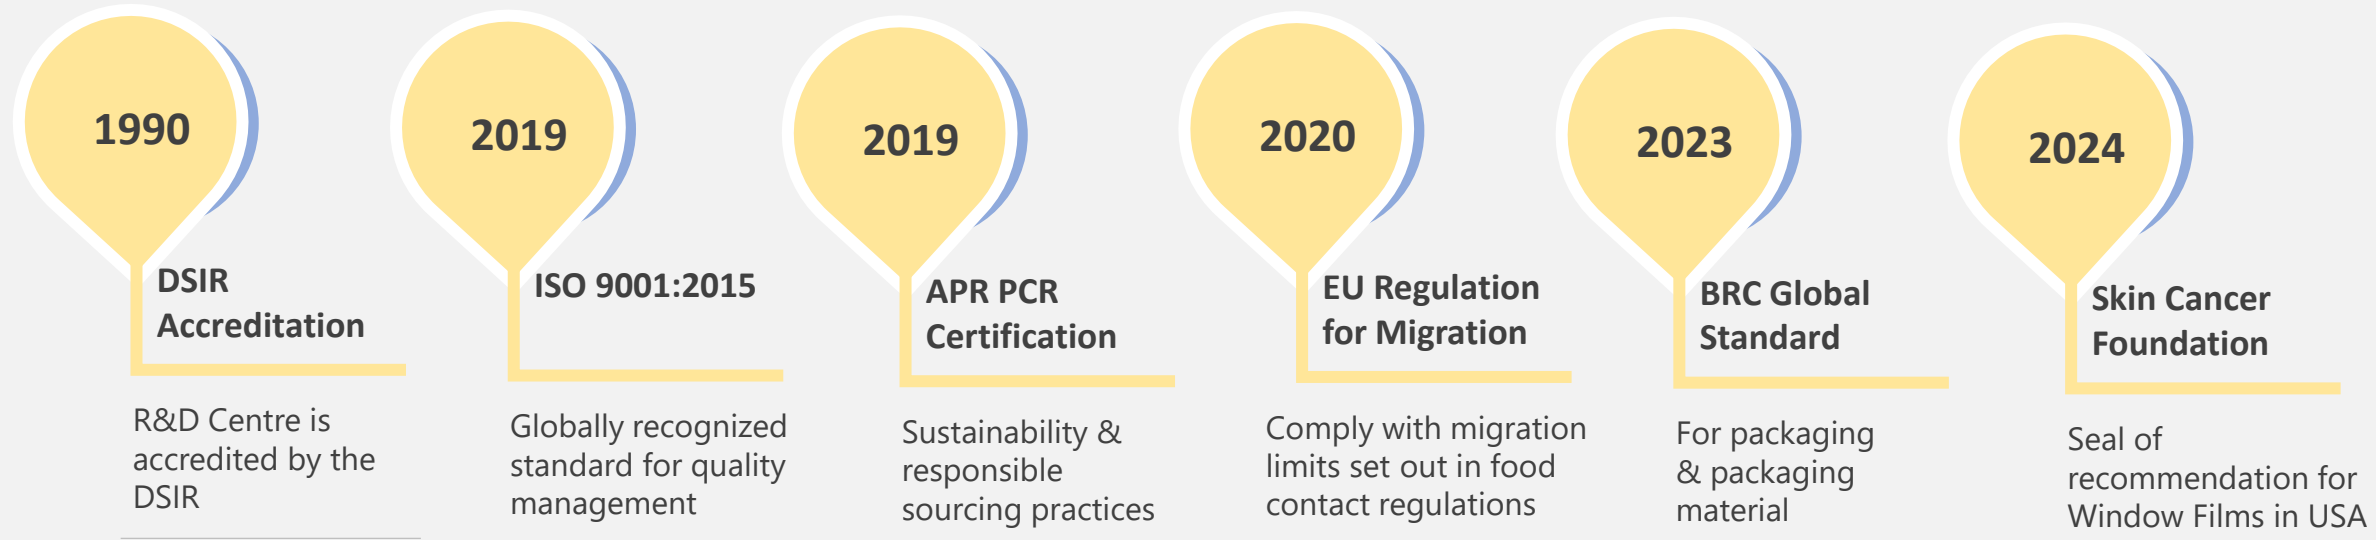 1990
DSIR
Accreditation
R&D Centre is
accredited by the
DSIR
2019
ISO 9001:2015
Globally recognized
standard for quality
management
2019
APR PCR
Certification
Sustainability &
responsible
sourcing practices
2020
EU Regulation
for Migration
Comply with migration
limits set out in food
contact regulations
2023
BRC Global
Standard
For packaging
& packaging
material
2024
Skin Cancer
Foundation
Seal of
recommendation for
Window Films in USA